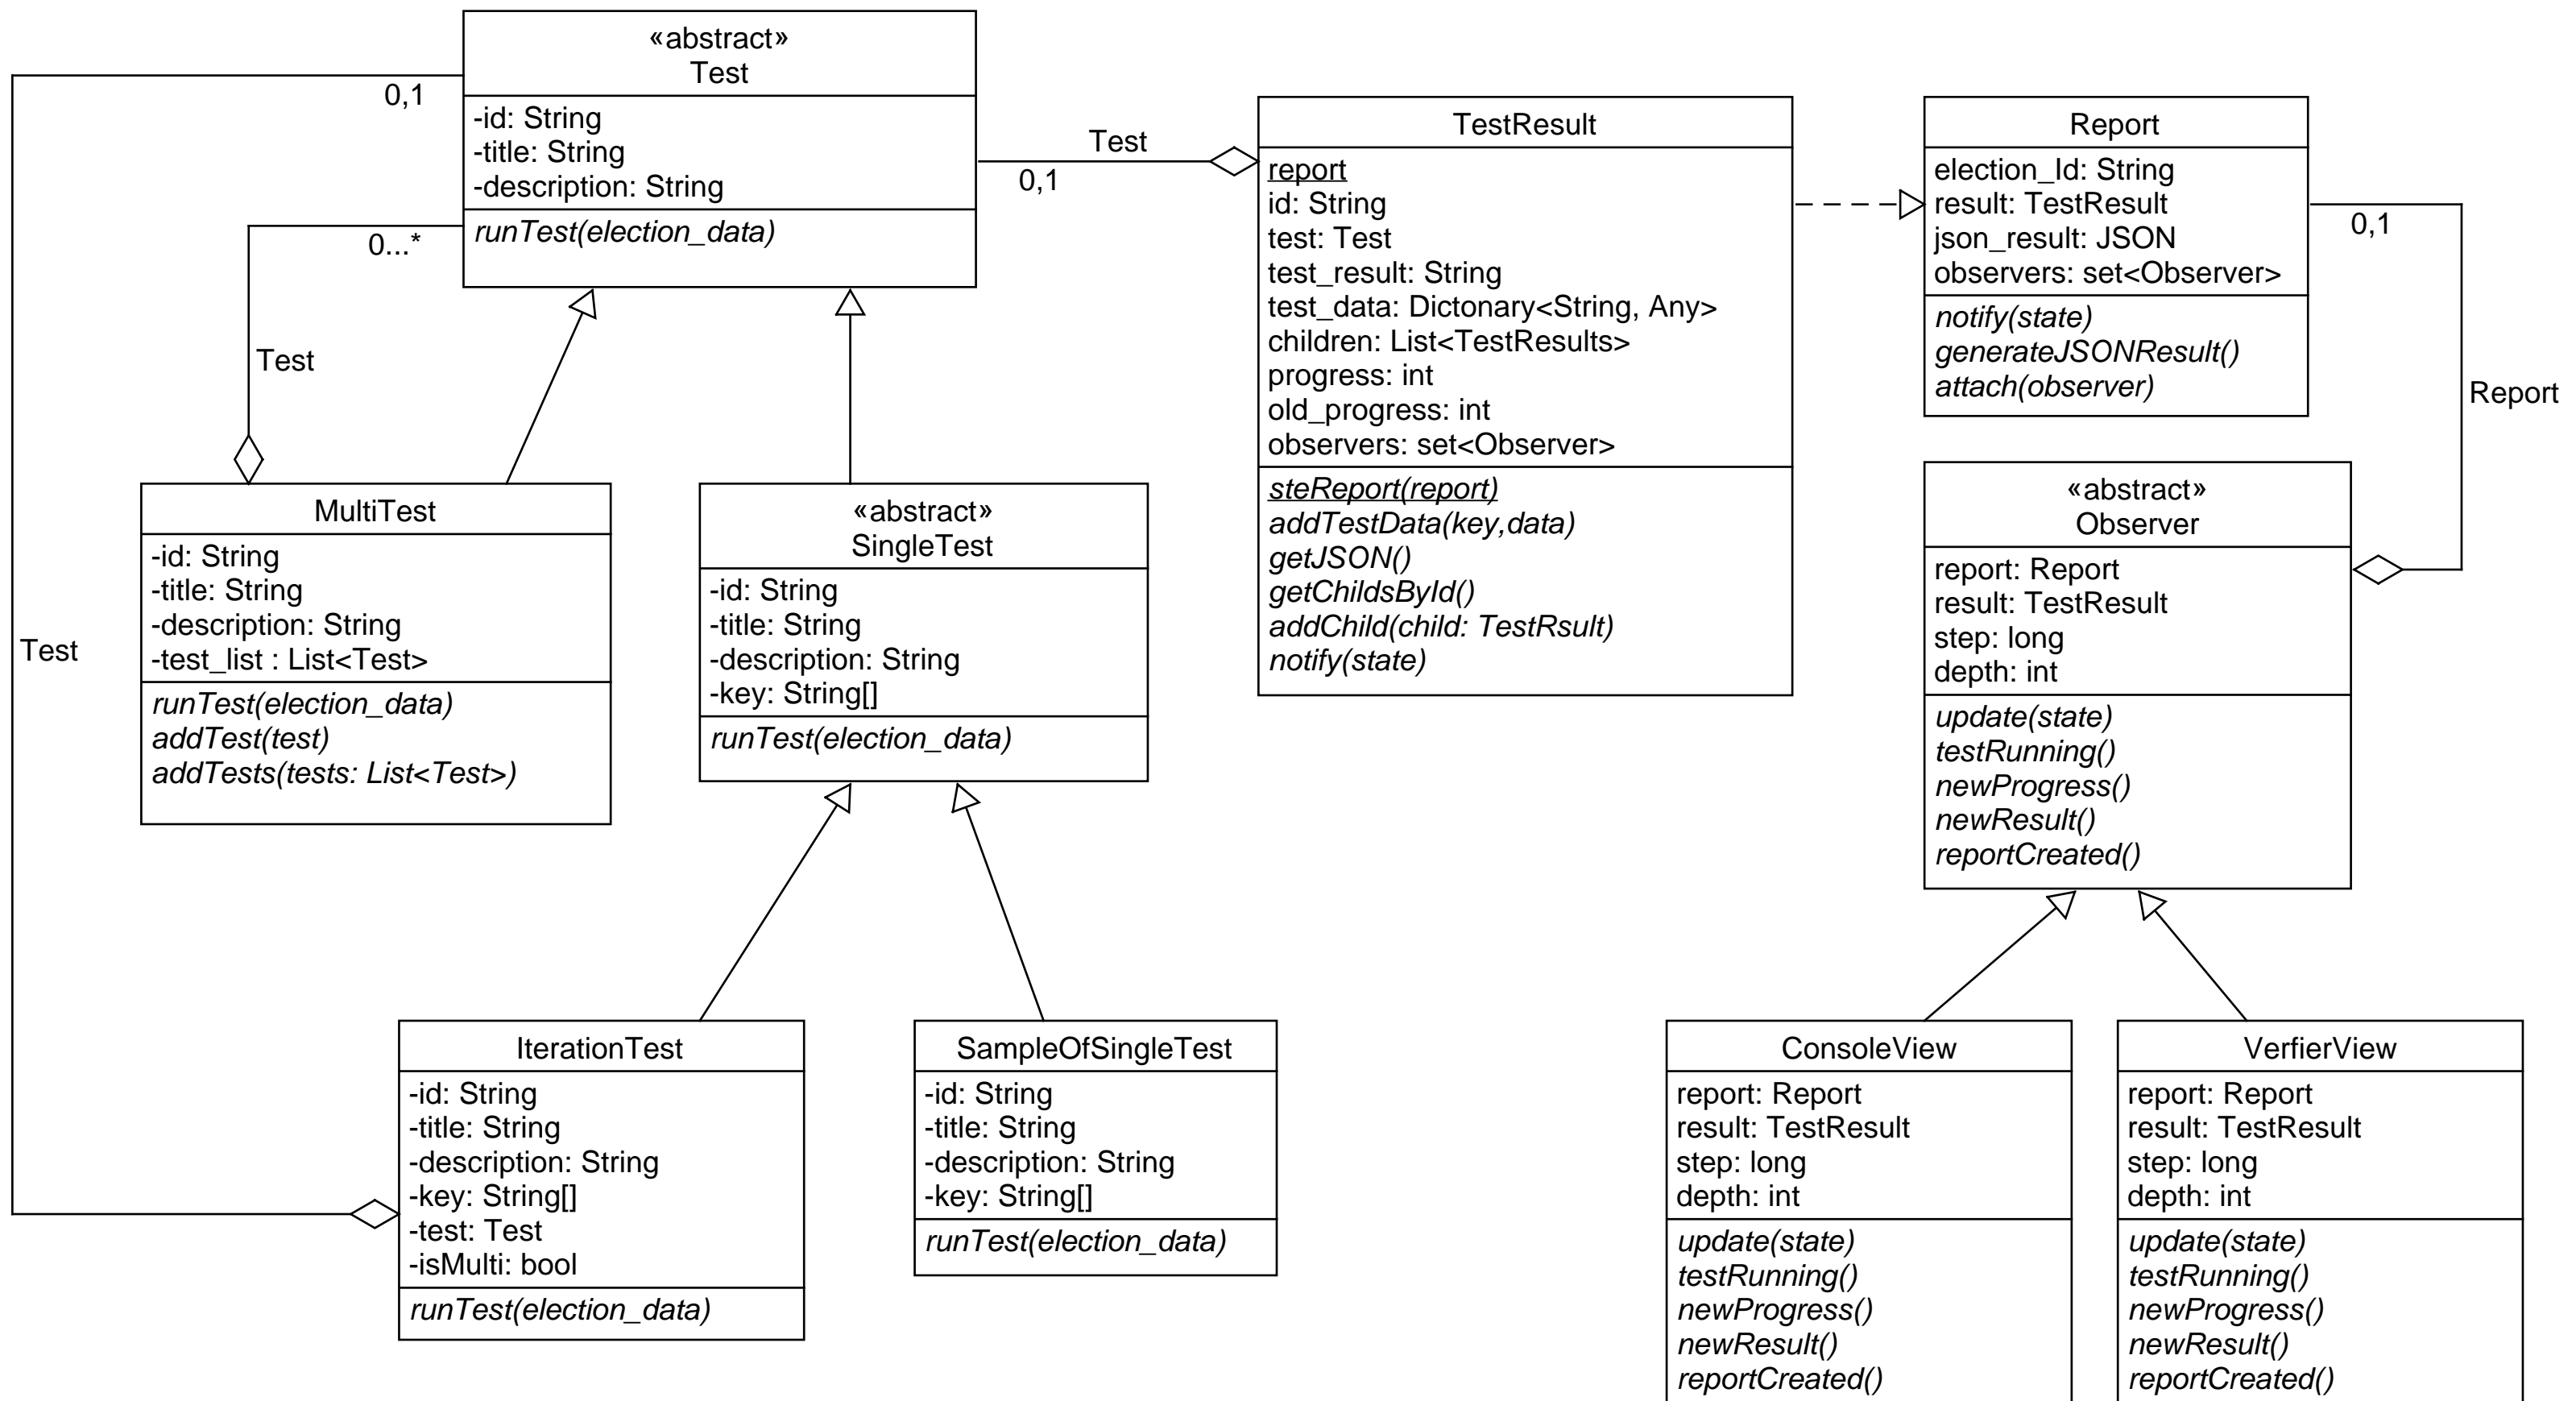 «abstract»
Test
-id: String
-title: String
-description: String
runTest(election_data)
0,1
0...*
Test
Test
Test
0,1
TestResult
report
id: String
test: Test
test_result: String
test_data: Dictonary<String, Any>
children: List<TestResults>
progress: int
old_progress: int
observers: set<Observer>
steReport(report)
addTestData(key,data)
getJSON()
getChildsById()
addChild(child: TestRsult)
notify(state)
Report
election_Id: String
result: TestResult
json_result: JSON
observers: set<Observer>
notify(state)
generateJSONResult()
attach(observer)
0,1
Report
MultiTest
-id: String
-title: String
-description: String
-test_list : List<Test>
runTest(election_data)
addTest(test)
addTests(tests: List<Test>)
«abstract»
SingleTest
-id: String
-title: String
-description: String
-key: String[]
runTest(election_data)
«abstract»
Observer
report: Report
result: TestResult
step: long
depth: int
update(state)
testRunning()
newProgress()
newResult()
reportCreated()
IterationTest
-id: String
-title: String
-description: String
-key: String[]
-test: Test
-isMulti: bool
runTest(election_data)
SampleOfSingleTest
-id: String
-title: String
-description: String
-key: String[]
runTest(election_data)
ConsoleView
report: Report
result: TestResult
step: long
depth: int
update(state)
testRunning()
newProgress()
newResult()
reportCreated()
VerfierView
report: Report
result: TestResult
step: long
depth: int
update(state)
testRunning()
newProgress()
newResult()
reportCreated()